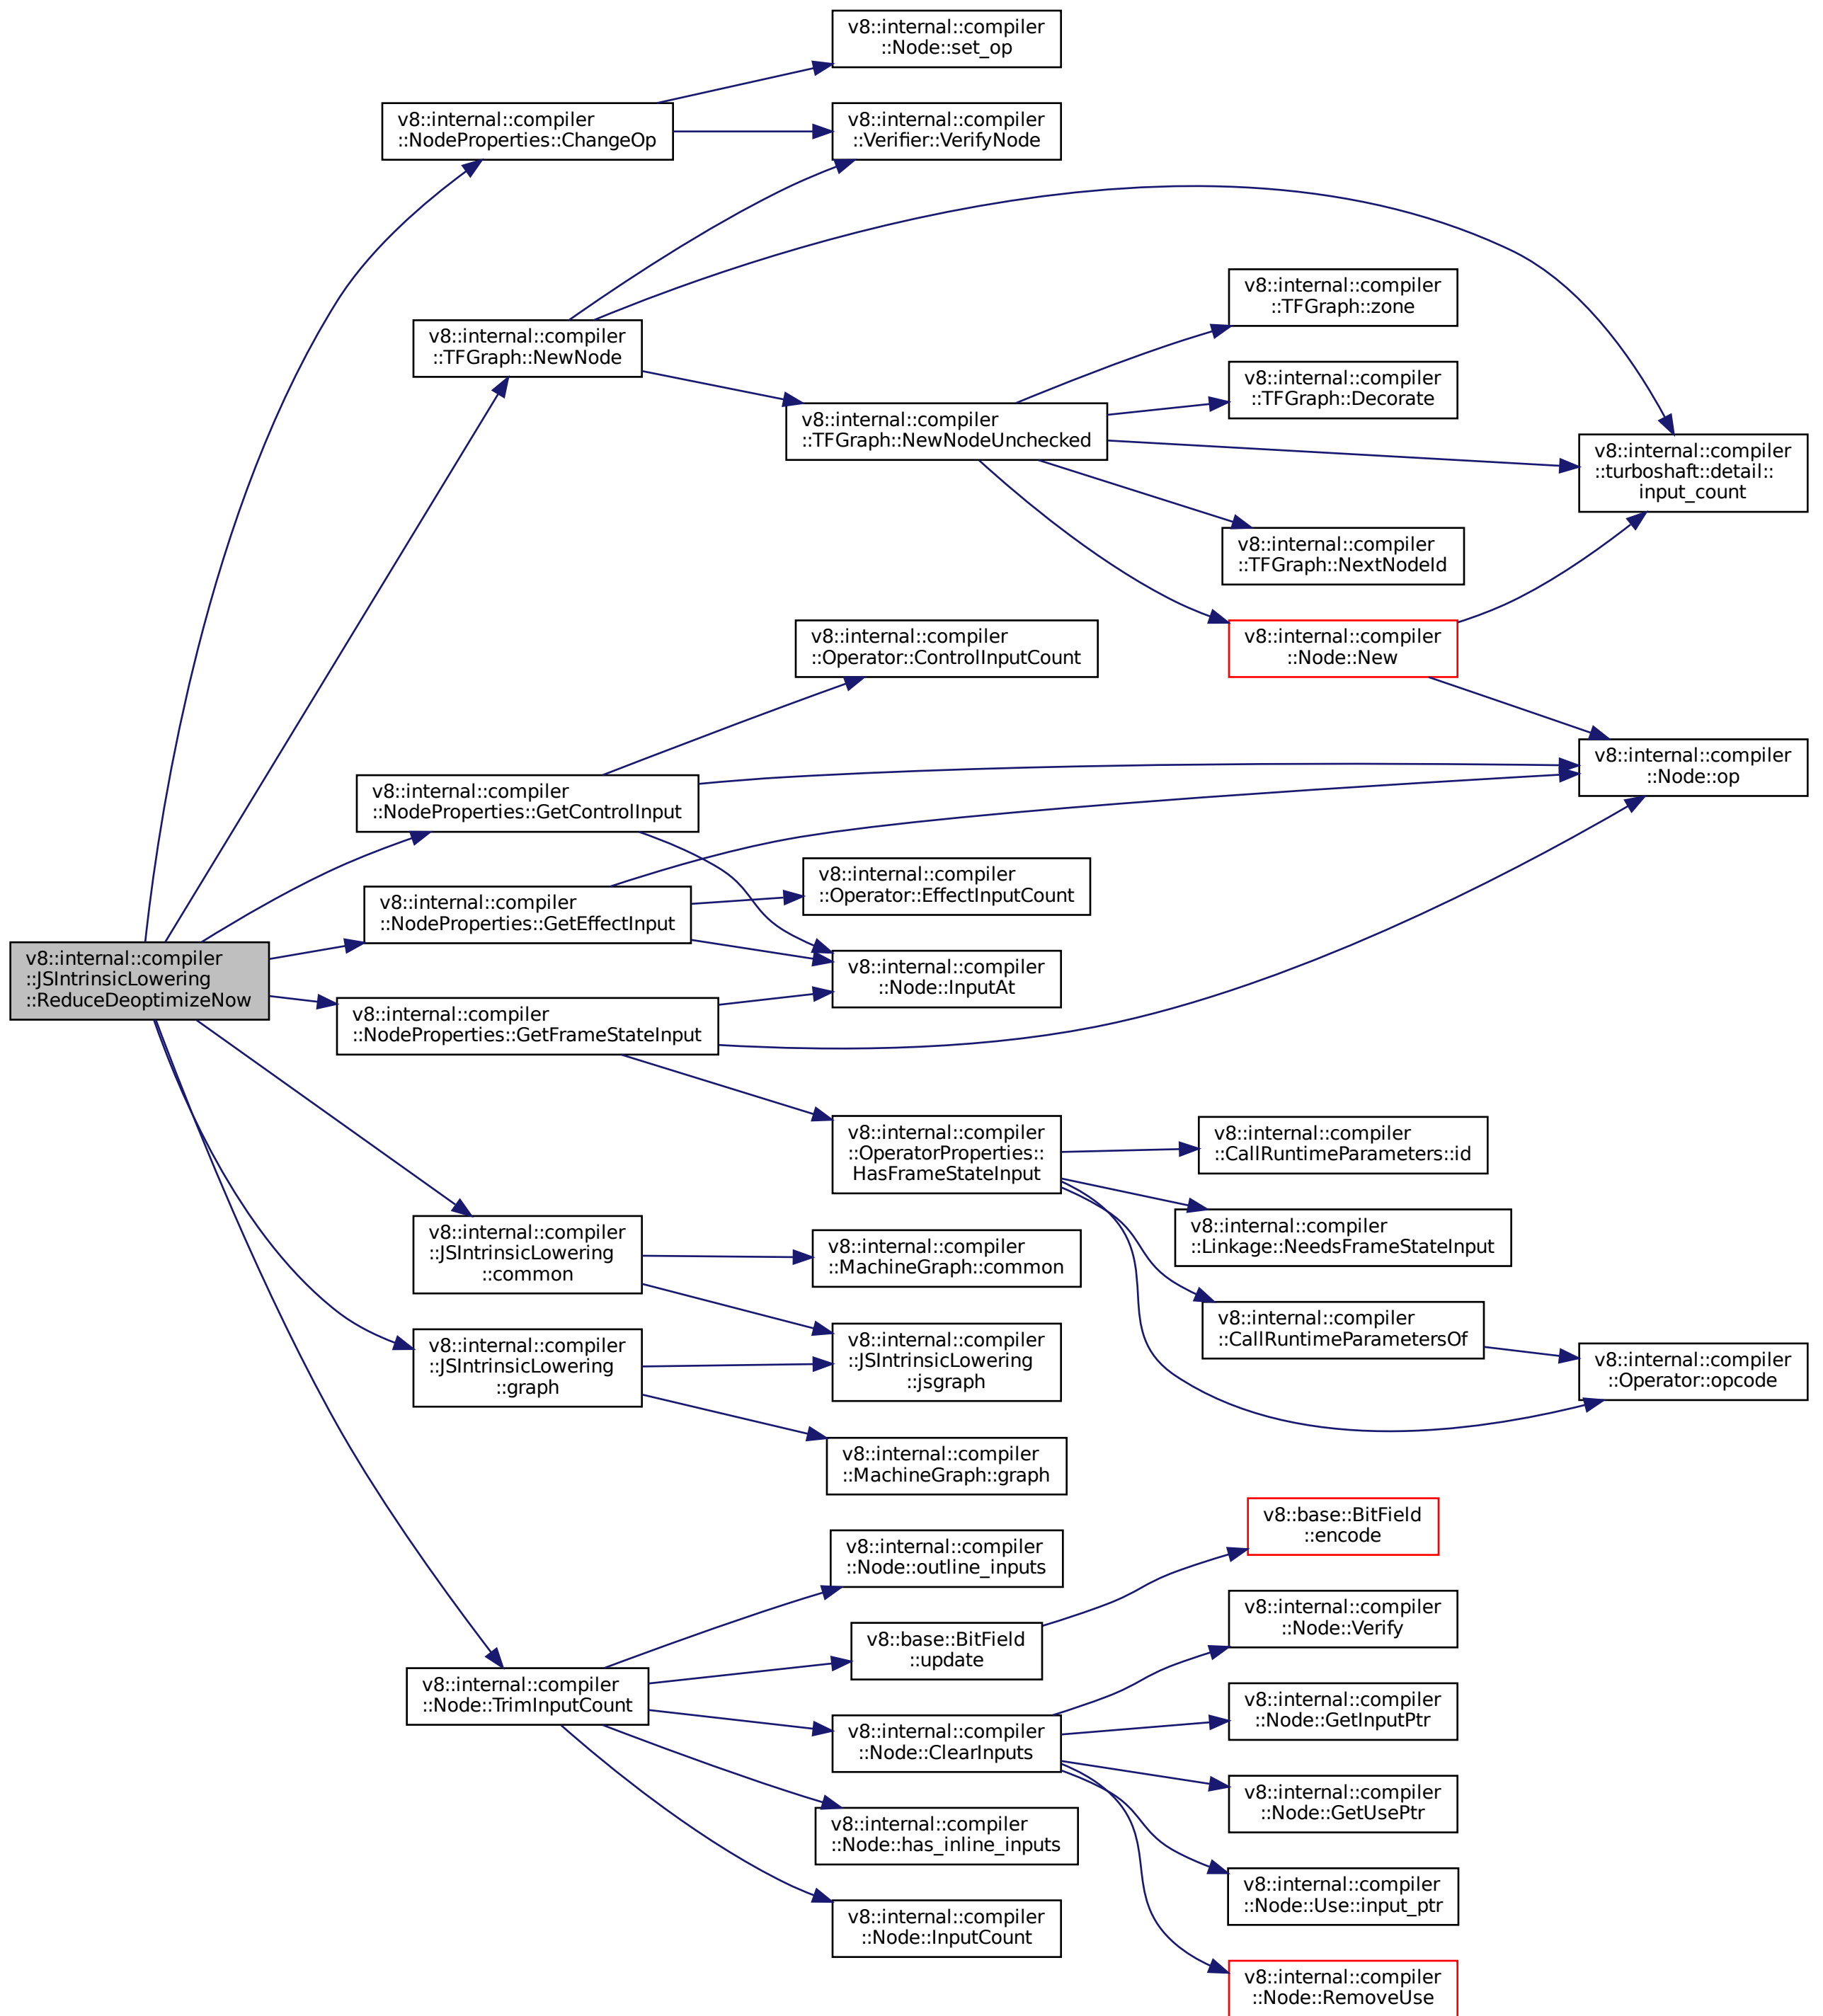 v8::internal::compiler
::Node::set_op
v8::internal::compiler
::NodeProperties::ChangeOp
v8::internal::compiler
::Verifier::VerifyNode
v8::internal::compiler
::TFGraph::zone
v8::internal::compiler
::TFGraph::NewNode
v8::internal::compiler
::TFGraph::Decorate
v8::internal::compiler
::TFGraph::NewNodeUnchecked
v8::internal::compiler
::turboshaft::detail::
input_count
v8::internal::compiler
::TFGraph::NextNodeId
v8::internal::compiler
::Operator::ControlInputCount
v8::internal::compiler
::Node::New
v8::internal::compiler
::Node::op
v8::internal::compiler
::NodeProperties::GetControlInput
v8::internal::compiler
::Operator::EffectInputCount
v8::internal::compiler
::NodeProperties::GetEffectInput
v8::internal::compiler
::JSIntrinsicLowering
::ReduceDeoptimizeNow
v8::internal::compiler
::Node::InputAt
v8::internal::compiler
::NodeProperties::GetFrameStateInput
v8::internal::compiler
::OperatorProperties::
HasFrameStateInput
v8::internal::compiler
::CallRuntimeParameters::id
v8::internal::compiler
::Linkage::NeedsFrameStateInput
v8::internal::compiler
::JSIntrinsicLowering
::common
v8::internal::compiler
::MachineGraph::common
v8::internal::compiler
::CallRuntimeParametersOf
v8::internal::compiler
::JSIntrinsicLowering
::graph
v8::internal::compiler
::JSIntrinsicLowering
::jsgraph
v8::internal::compiler
::Operator::opcode
v8::internal::compiler
::MachineGraph::graph
v8::base::BitField
::encode
v8::internal::compiler
::Node::outline_inputs
v8::internal::compiler
::Node::Verify
v8::base::BitField
::update
v8::internal::compiler
::Node::TrimInputCount
v8::internal::compiler
::Node::GetInputPtr
v8::internal::compiler
::Node::ClearInputs
v8::internal::compiler
::Node::GetUsePtr
v8::internal::compiler
::Node::has_inline_inputs
v8::internal::compiler
::Node::Use::input_ptr
v8::internal::compiler
::Node::InputCount
v8::internal::compiler
::Node::RemoveUse